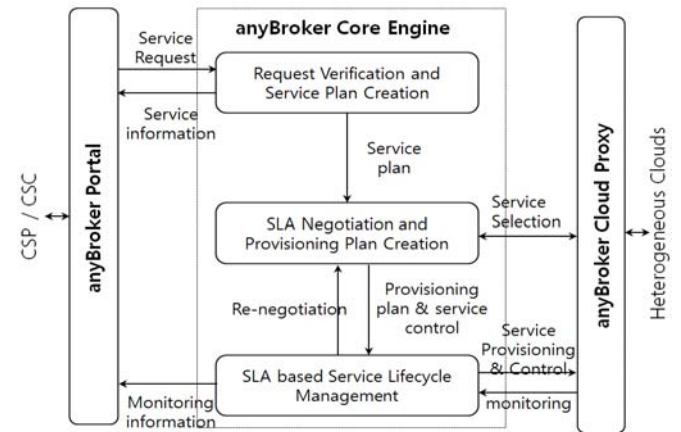 anyBroker Core Engine
Service
Request
Request Verification and
Service Plan Creation
Service
information
Service
plan
CSP / CSC
anyBroker Portal
SLA Negotiation and
Provisioning Plan Creation
Service
Selection
anyBroker Cloud Proxy
Heterogeneous Clouds
Re-negotiation
Provisioning
plan & service
control
Service
Provisioning
& Control
SLA based Service Lifecycle
Management
Monitoring
information
monitoring